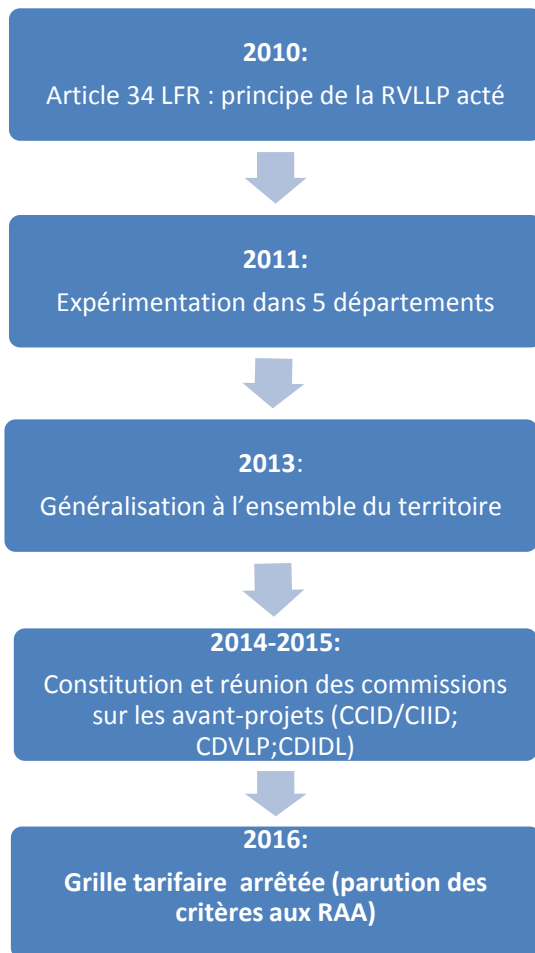 2010:
Article 34 LFR : principe de la RVLLP acté
2011:
Expérimentation dans 5 départements
2013:
Généralisation à l'ensemble du territoire
2014-2015:
Constitution et réunion des commissions
sur les avant-projets (CCID/CIID;
CDVLP;CDIDL)
2016:
Grille tarifaire arrêtée (parution des
critères aux RAA)